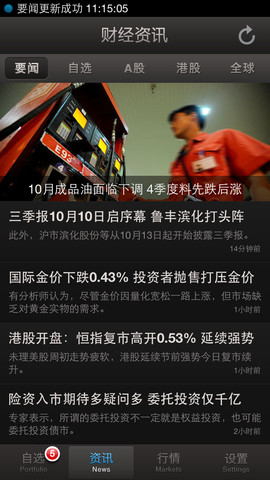 要闻更新成功 11:15:05
财经资讯
要闻 自选 A股 港股 全球
E93
10月成品油面临下调 4季度料先跌后涨
三季报10月10日启序幕 鲁丰滨化打头阵
此外，沪市滨化股份等从10月13日起开始披露三季报。
14分钟前
国际金价下跌0.43% 投资者抛售打压金价
有分析师认为，尽管金价因量化宽松一路上涨，但市场缺
乏对黄金实物的需求。
1小时前
港股开盘：恒指复市高开0.53% 延续强势
未理美股周初走势疲软，港股延续节前强势今日复市续
升。
1小时前
险资入市期待多疑问多 委托投资仅千亿
专家表示，所谓的委托投资不一定就是权益投资，也可能
委托投资债市。
2小时前
自选 5 资讯 行情 设置
Portfolio News Markets Settings